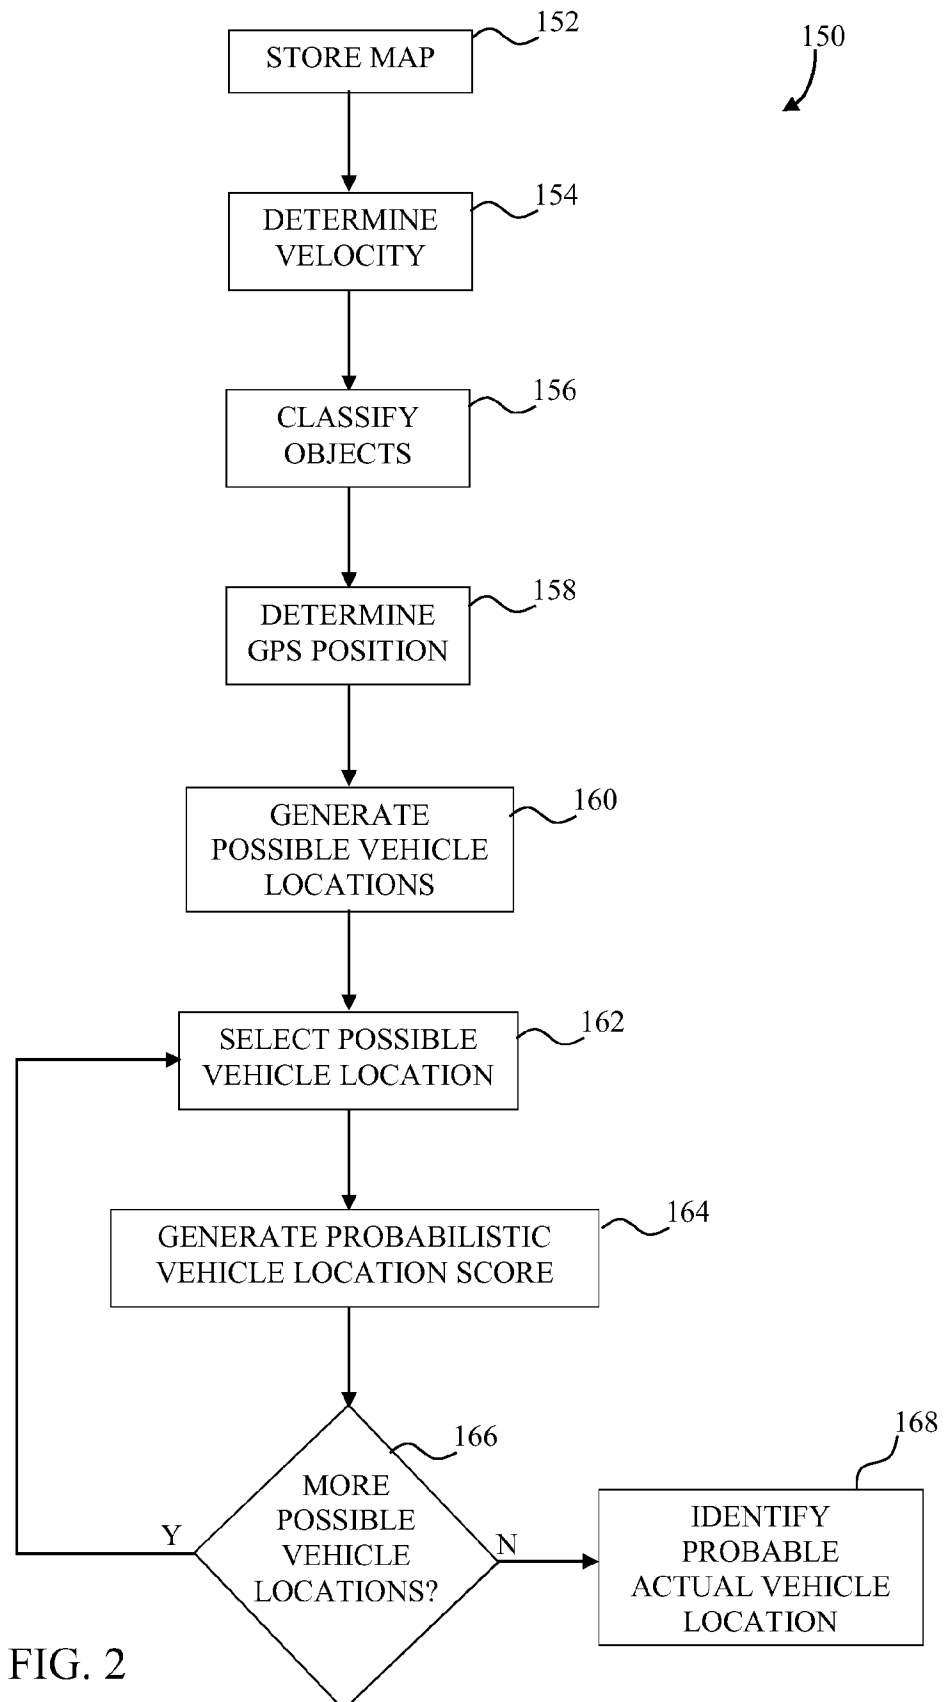 152
150
STORE MAP
154
DETERMINE
VELOCITY
156
CLASSIFY
OBJECTS
158
DETERMINE
GPS POSITION
160
GENERATE
POSSIBLE VEHICLE
LOCATIONS
162
SELECT POSSIBLE
VEHICLE LOCATION
164
GENERATE PROBABILISTIC
VEHICLE LOCATION SCORE
166
MORE
POSSIBLE
VEHICLE
LOCATIONS?
Y
N
168
IDENTIFY
PROBABLE
ACTUAL VEHICLE
LOCATION
FIG. 2